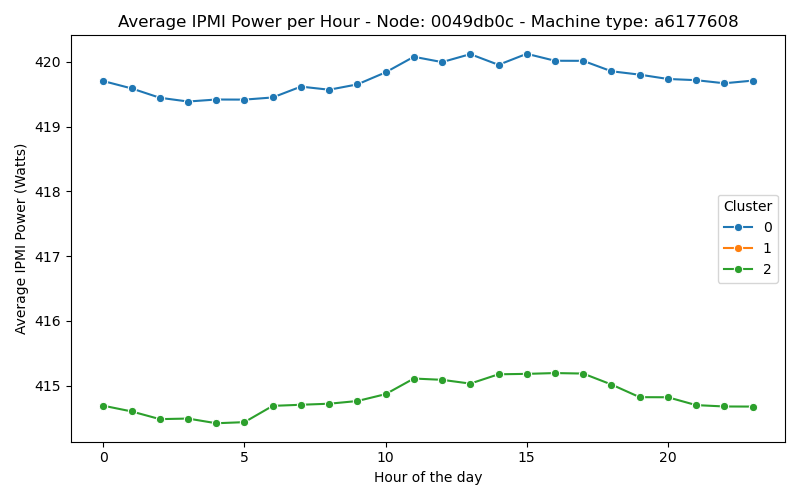 Average IPMI Power per Hour - Node: 0049db0c - Machine type: a6177608
Average IPMI Power (Watts)
420
419
418
417
416
415
Cluster
0
1
2
0 5 10 15 20
Hour of the day